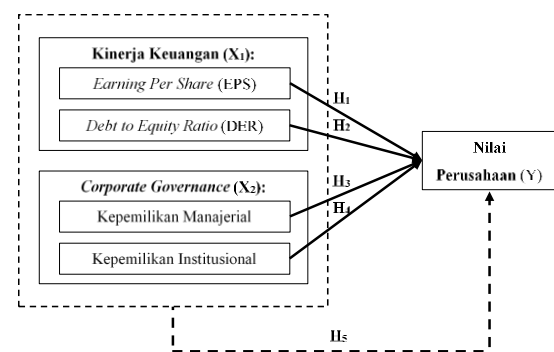 Kinerja Keuangan (X₁):
Earning Per Share (EPS)
H₁
Debt to Equity Ratio (DER)
H₂
Nilai
Perusahaan (Y)
Corporate Governance (X₂):
H₃
Kepemilikan Manajerial
H₄
Kepemilikan Institusional
H₅